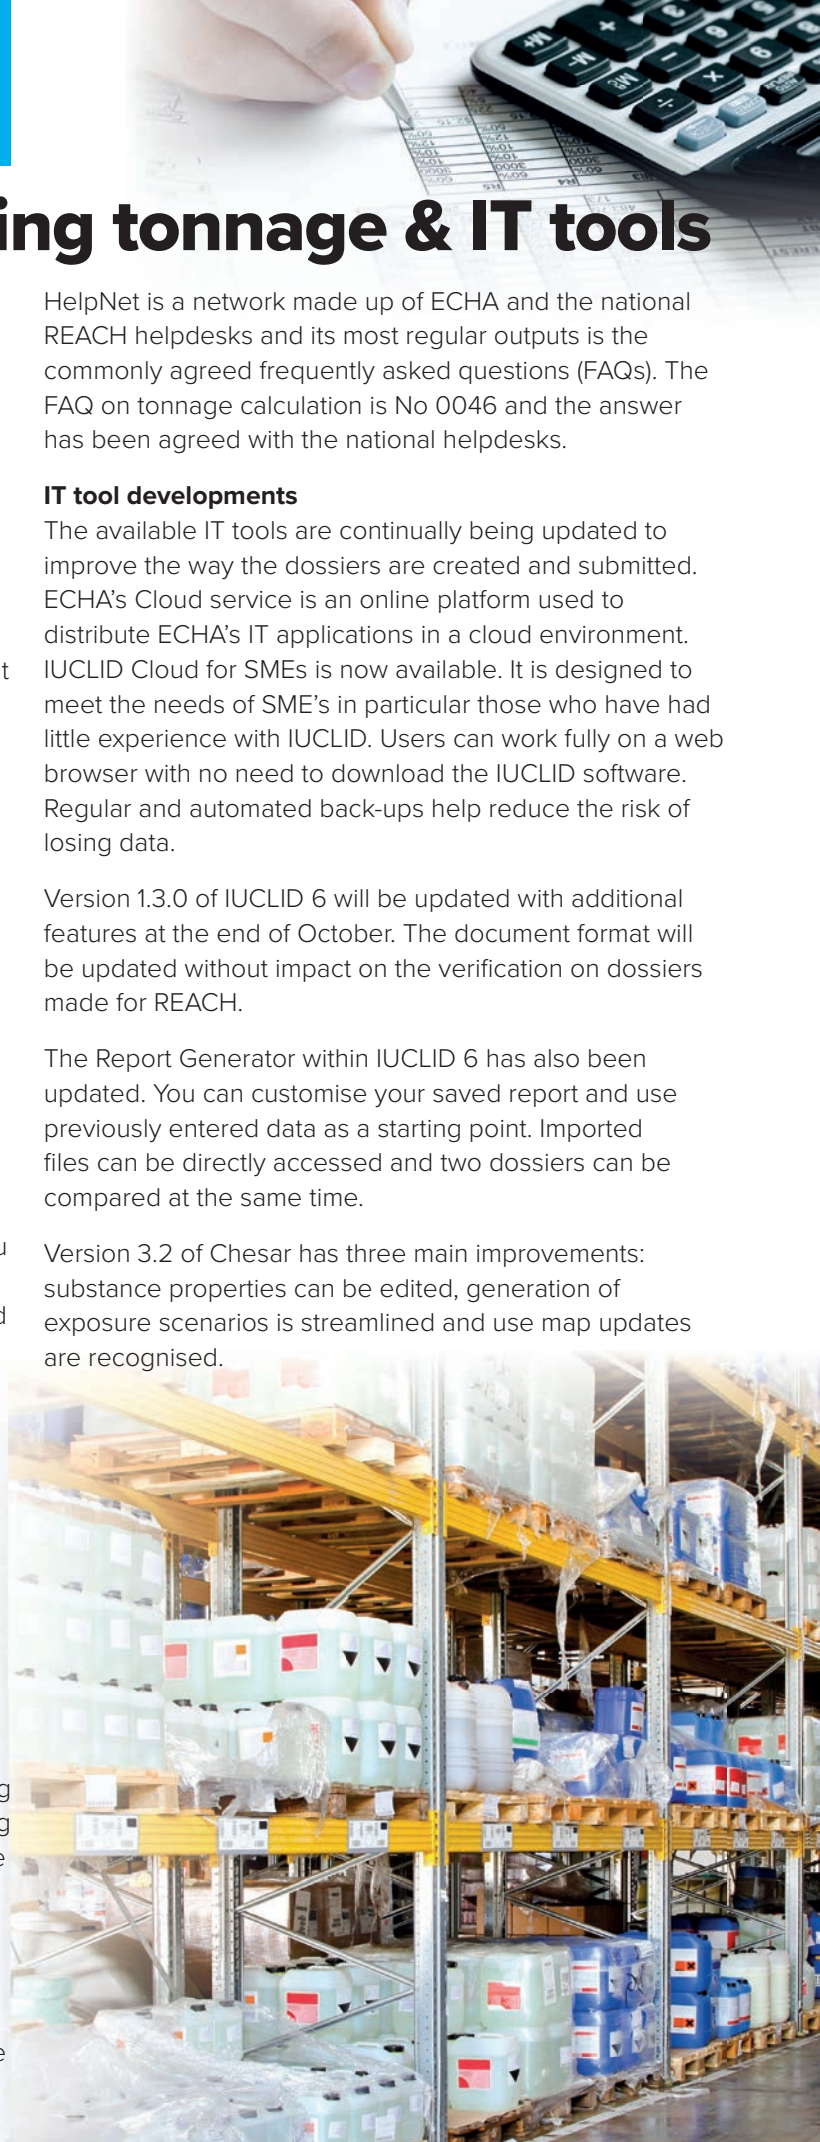 ing tonnage & IT tools
HelpNet is a network made up of ECHA and the national
REACH helpdesks and its most regular outputs is the
commonly agreed frequently asked questions (FAQs). The
FAQ on tonnage calculation is No 0046 and the answer
has been agreed with the national helpdesks.
IT tool developments
The available IT tools are continually being updated to
improve the way the dossiers are created and submitted.
ECHA’s Cloud service is an online platform used to
distribute ECHA’s IT applications in a cloud environment.
IUCLID Cloud for SMEs is now available. It is designed to
meet the needs of SME’s in particular those who have had
little experience with IUCLID. Users can work fully on a web
browser with no need to download the IUCLID software.
Regular and automated back-ups help reduce the risk of
losing data.
Version 1.3.0 of IUCLID 6 will be updated with additional
features at the end of October. The document format will
be updated without impact on the verification on dossiers
made for REACH.
The Report Generator within IUCLID 6 has also been
updated. You can customise your saved report and use
previously entered data as a starting point. Imported
files can be directly accessed and two dossiers can be
compared at the same time.
Version 3.2 of Chesar has three main improvements:
substance properties can be edited, generation of
exposure scenarios is streamlined and use map updates
are recognised.